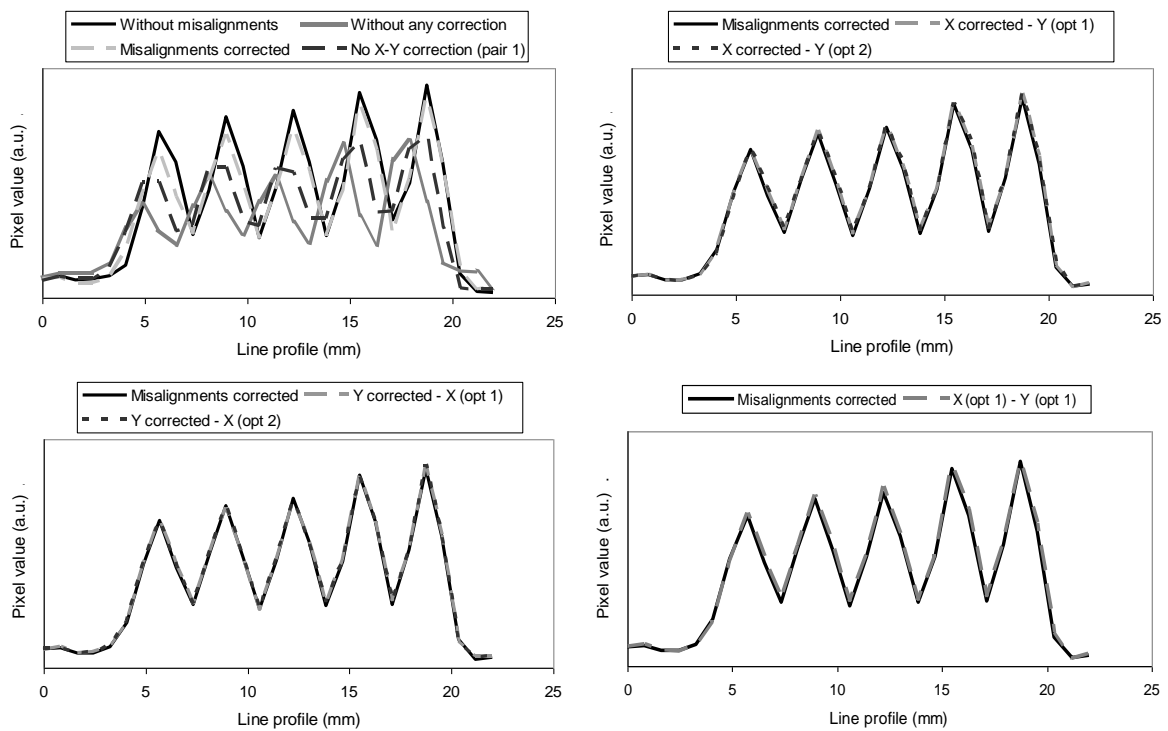 Without misalignments Without any correction
Misalignments corrected No X-Y correction (pair 1)
Pixel value (a.u.) .
0 5 10 15 20 25
Line profile (mm)
Misalignments corrected X corrected - Y (opt 1)
X corrected - Y (opt 2)
Pixel value (a.u.) .
0 5 10 15 20 25
Line profile (mm)
Misalignments corrected Y corrected - X (opt 1)
Y corrected - X (opt 2)
Pixel value (a.u.) .
0 5 10 15 20 25
Line profile (mm)
Misalignments corrected X (opt 1) - Y (opt 1)
Pixel value (a.u.) .
0 5 10 15 20 25
Line profile (mm)